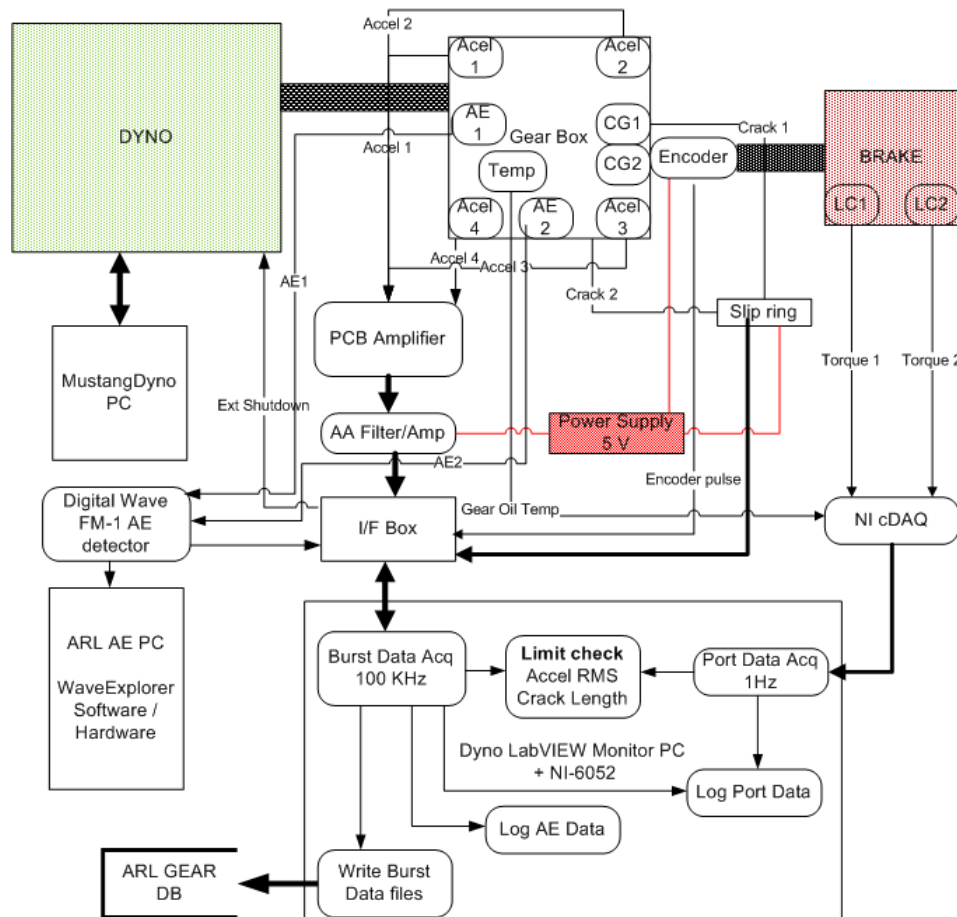 Accel 2
Acel
1
Acel
2
DYNO
AE
1
Gear Box
CG1
Crack 1
Accel 1
CG2
Encoder
BRAKE
Temp
Acel
4
AE
2
Acel
3
LC1
LC2
Accel 4
Accel 3
AE1
Crack 2
Slip ring
PCB Amplifier
Torque 1
Torque 2
MustangDyno
PC
Ext Shutdown
AA Filter/Amp
Power Supply
5 V
AE2
Encoder pulse
Digital Wave
FM-1 AE
detector
Gear Oil Temp
I/F Box
NI cDAQ
ARL AE PC
WaveExplorer
Software /
Hardware
Burst Data Acq
100 KHz
Limit check
Accel RMS
Crack Length
Port Data Acq
1Hz
Dyno LabVIEW Monitor PC
+ NI-6052
Log Port Data
Log AE Data
ARL GEAR
DB
Write Burst
Data files